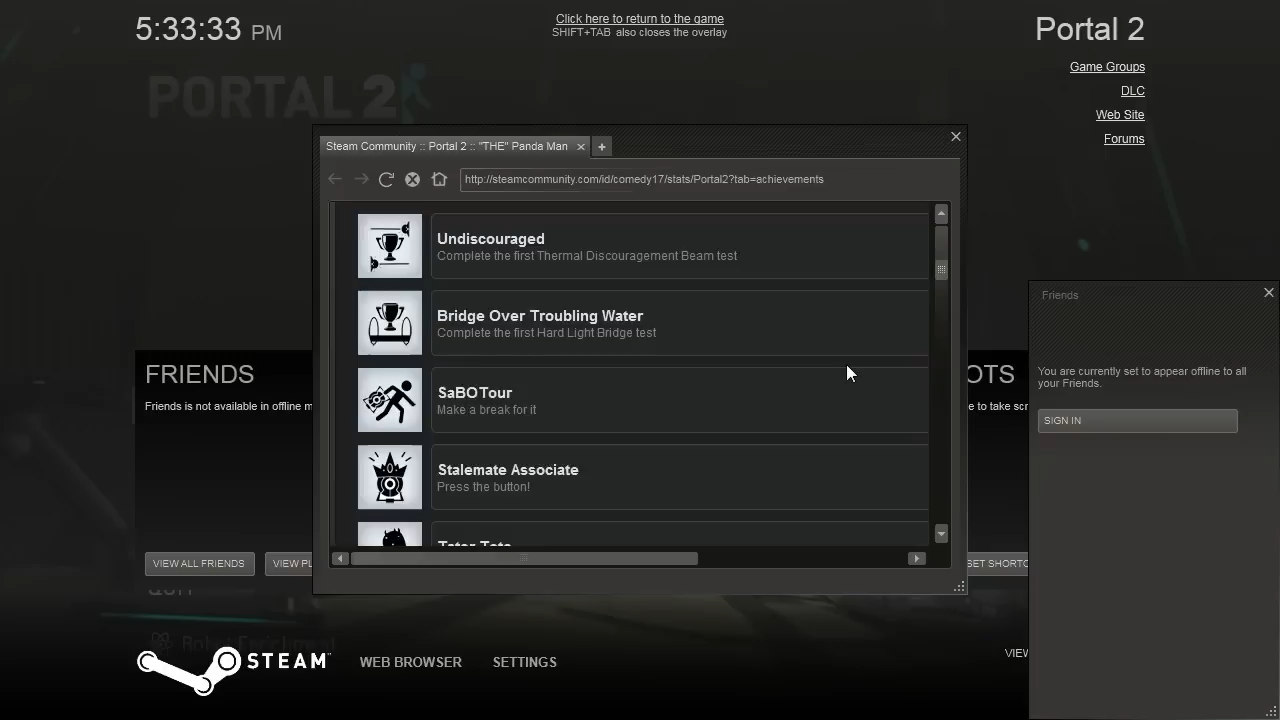 5:33:33 PM
Click here to return to the game
SHIFT+TAB also closes the overlay
Portal 2
Game Groups
DLC
Web Site
Forums
PORTAL 2
Steam Community :: Portal 2 :: "THE" Panda Man
http://steamcommunity.com/id/comedy17/stats/Portal2?tab=achievements
Undiscouraged
Complete the first Thermal Discouragement Beam test
Bridge Over Troubling Water
Complete the first Hard Light Bridge test
SaBOTour
Make a break for it
Stalemate Associate
Press the button!
Tater Tote
FRIENDS
Friends is not available in offline m
VIEW ALL FRIENDS
VIEW PL
OTS
e to take scr
SET SHORTC
Friends
You are currently set to appear offline to all
your Friends.
SIGN IN
QUIT
Robot Enrichment
STEAM
WEB BROWSER
SETTINGS
VIEW